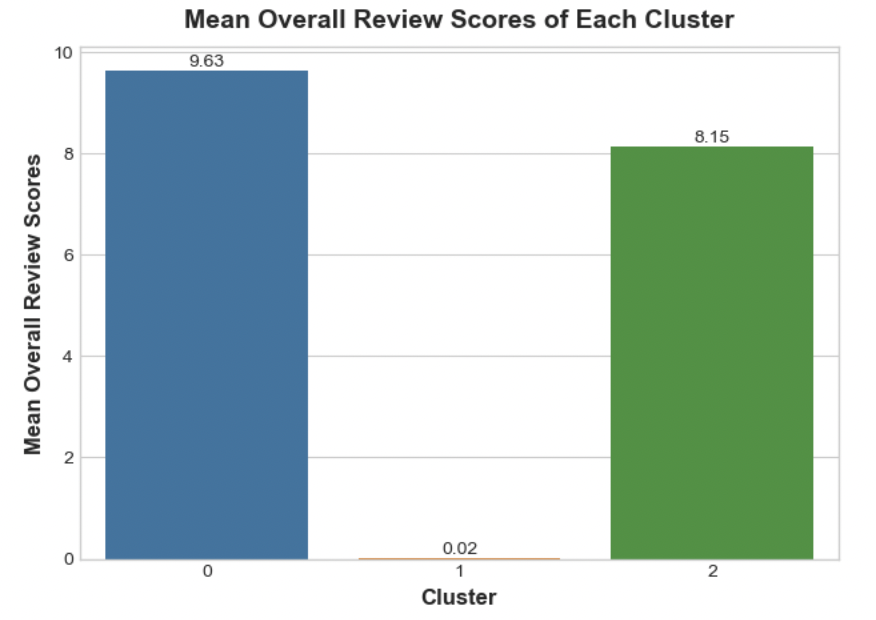 Mean Overall Review Scores of Each Cluster
10
9.63
8.15
8
Mean Overall Review Scores
6
4
2
0.02
0
0 1 2
Cluster